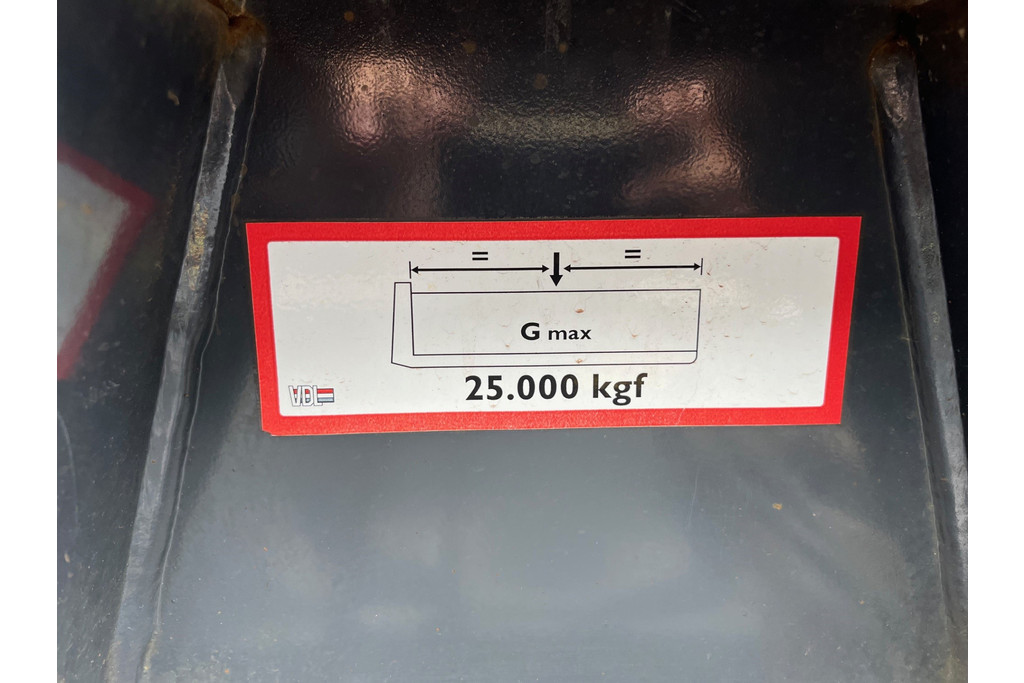 = =
G max
25.000 kgf
VDL